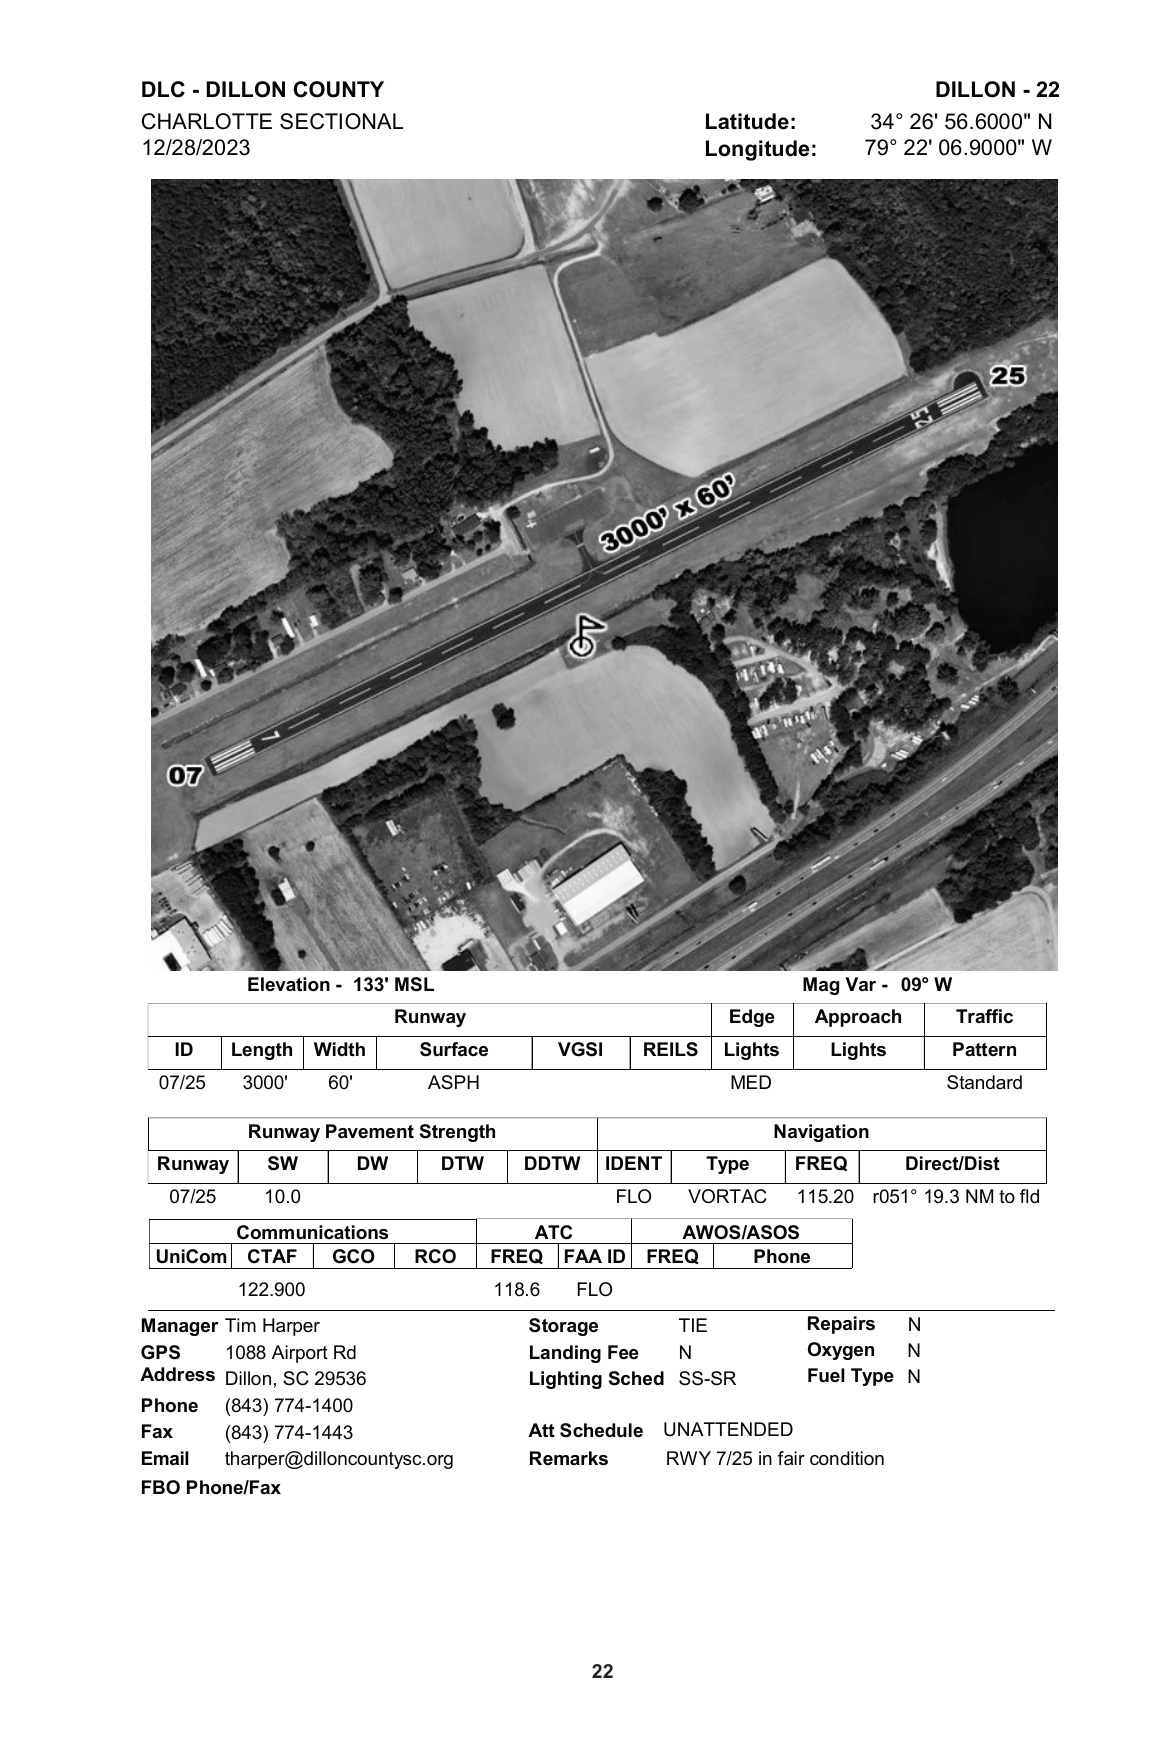 DLC - DILLON COUNTY DILLON - 22
CHARLOTTE SECTIONAL Latitude: 34° 26' 56.6000" N
12/28/2023 Longitude: 79° 22' 06.9000" W
25
25
3000' x 60'
7
07
Elevation - 133' MSL Mag Var - 09° W
Runway Edge Approach Traffic
ID Length Width Surface VGSI REILS Lights Lights Pattern
07/25 3000' 60' ASPH MED Standard
Runway Pavement Strength Navigation
Runway SW DW DTW DDTW IDENT Type FREQ Direct/Dist
07/25 10.0 FLO VORTAC 115.20 r051° 19.3 NM to fld
Communications ATC AWOS/ASOS
UniCom CTAF GCO RCO FREQ FAA ID FREQ Phone
122.900 118.6 FLO
Manager Tim Harper Storage TIE Repairs N
GPS 1088 Airport Rd Landing Fee N Oxygen N
Address Dillon, SC 29536 Lighting Sched SS-SR Fuel Type N
Phone (843) 774-1400
Fax (843) 774-1443 Att Schedule UNATTENDED
Email tharper@dilloncountysc.org Remarks RWY 7/25 in fair condition
FBO Phone/Fax
22